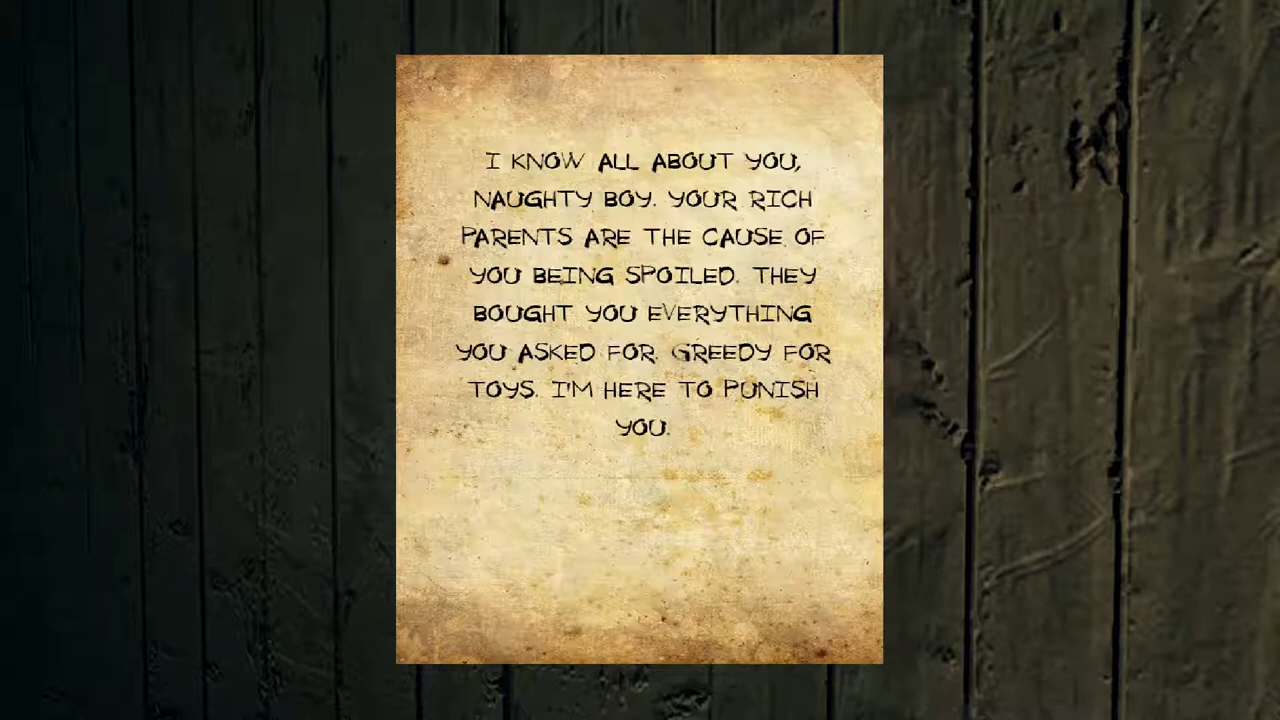 I KNOW ALL ABOUT YOU,
NAUGHTY BOY. YOUR RICH
PARENTS ARE THE CAUSE OF
YOU BEING SPOILED. THEY
BOUGHT YOU EVERYTHING
YOU ASKED FOR. GREEDY FOR
TOYS. I'M HERE TO PUNISH
YOU.